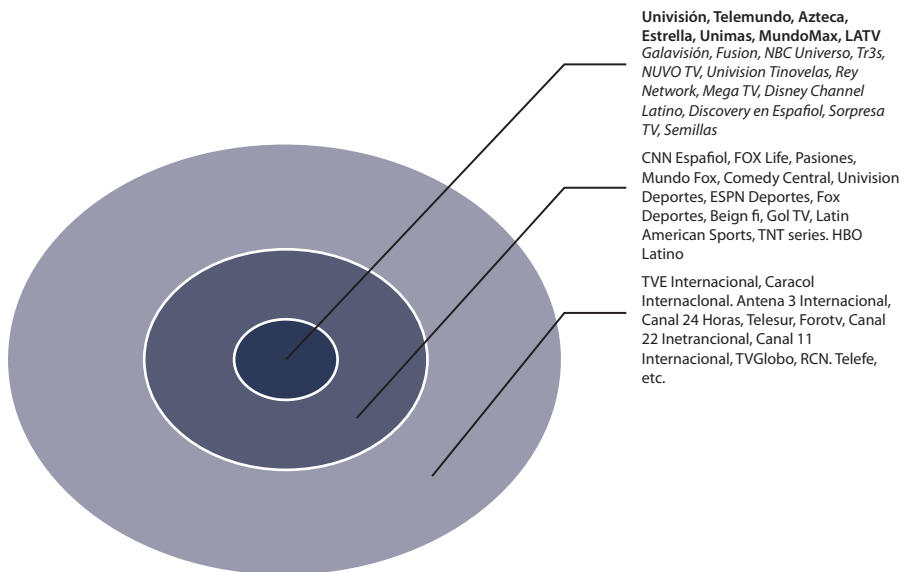 Univisión, Telemundo, Azteca,
Estrella, Unimas, MundoMax, LATV
Galavisión, Fusion, NBC Universo, Tr3s,
NUVO TV, Univision Tinovelas, Rey
Network, Mega TV, Disney Channel
Latino, Discovery en Español, Sorpresa
TV, Semillas
CNN Español, FOX Life, Pasiones,
Mundo Fox, Comedy Central, Univision
Deportes, ESPN Deportes, Fox
Deportes, Beign fi, Gol TV, Latin
American Sports, TNT series. HBO
Latino
TVE Internacional, Caracol
Internaclonal. Antena 3 Internacional,
Canal 24 Horas, Telesur, Forotv, Canal
22 Inetrancional, Canal 11
Internacional, TVGlobo, RCN. Telefe,
etc.